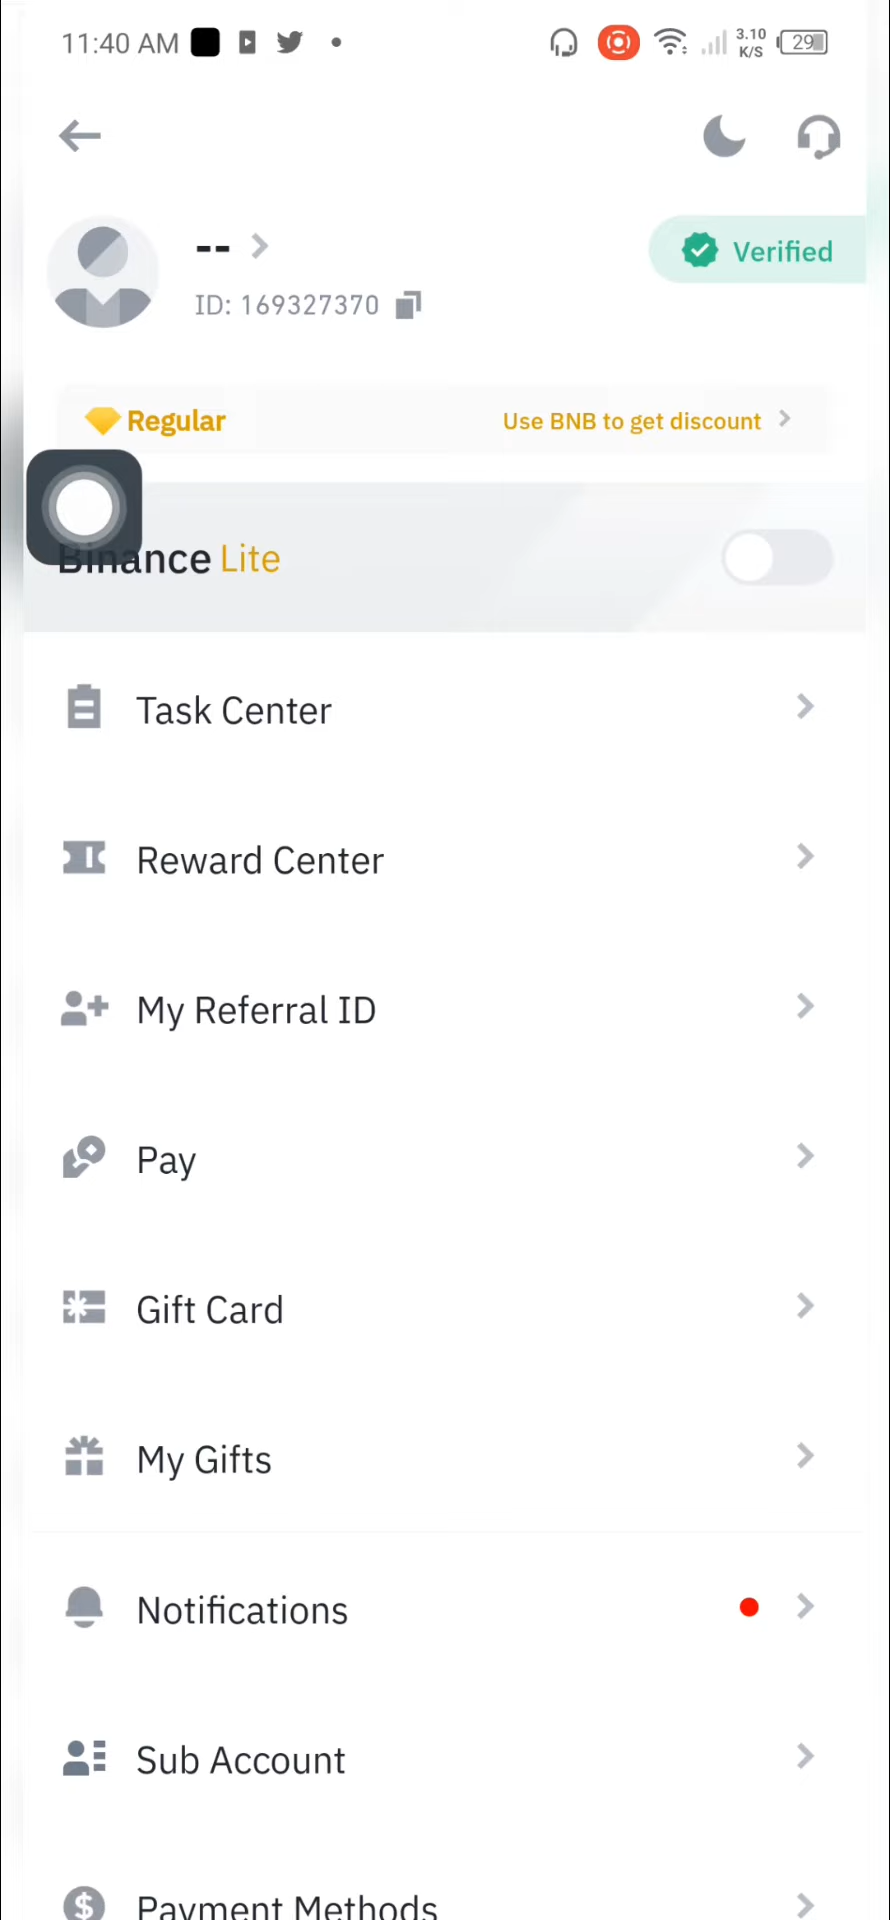 11:40 AM 3.10 K/S 29
--
Verified
ID: 169327370
Regular Use BNB to get discount
Binance Lite
Task Center
Reward Center
My Referral ID
Pay
Gift Card
My Gifts
Notifications
Sub Account
Payment Methods